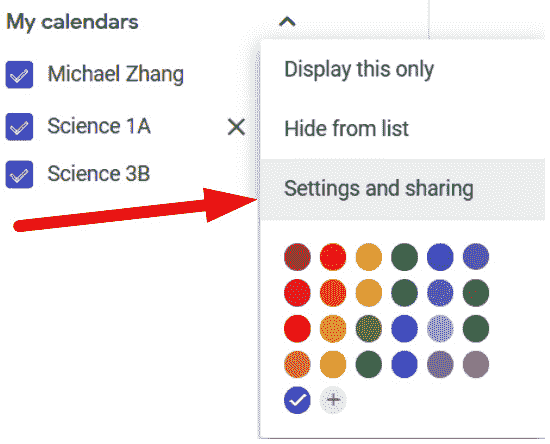 My calendars
Michael Zhang
Science 1A
Science 3B
Display this only
Hide from list
Settings and sharing